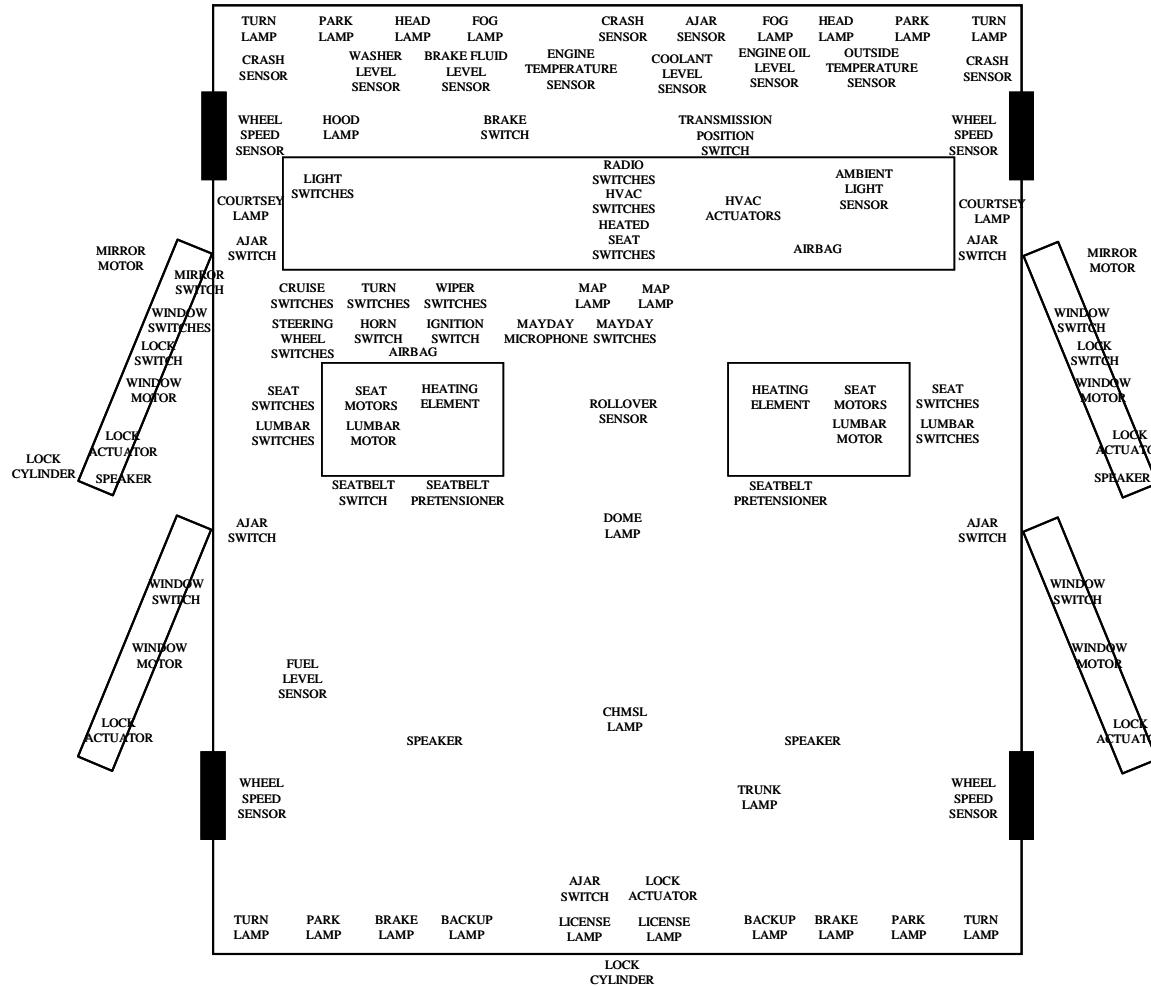 TURN
LAMP
PARK
LAMP
HEAD
LAMP
FOG
LAMP
CRASH
SENSOR
AJAR
SENSOR
FOG
LAMP
HEAD
LAMP
PARK
LAMP
TURN
LAMP
CRASH
SENSOR
WASHER
LEVEL
SENSOR
BRAKE FLUID
LEVEL
SENSOR
ENGINE
TEMPERATURE
SENSOR
COOLANT
LEVEL
SENSOR
ENGINE OIL
LEVEL
SENSOR
OUTSIDE
TEMPERATURE
SENSOR
CRASH
SENSOR
WHEEL
SPEED
SENSOR
HOOD
LAMP
BRAKE
SWITCH
TRANSMISSION
POSITION
SWITCH
WHEEL
SPEED
SENSOR
LIGHT
SWITCHES
RADIO
SWITCHES
HVAC
SWITCHES
HEATED
SEAT
SWITCHES
HVAC
ACTUATORS
AMBIENT
LIGHT
SENSOR
AIRBAG
COURTSEY
LAMP
COURTSEY
LAMP
AJAR
SWITCH
AJAR
SWITCH
MIRROR
MOTOR
MIRROR
SWITCH
MIRROR
MOTOR
CRUISE
SWITCHES
TURN
SWITCHES
WIPER
SWITCHES
MAP
LAMP
MAP
LAMP
WINDOW
SWITCHES
STEERING
WHEEL
SWITCHES
HORN
SWITCH
IGNITION
SWITCH
MAYDAY
MICROPHONE
MAYDAY
SWITCHES
WINDOW
SWITCH
AIRBAG
LOCK
SWITCH
LOCK
SWITCH
WINDOW
MOTOR
SEAT
SWITCHES
LUMBAR
SWITCHES
SEAT
MOTORS
LUMBAR
MOTOR
HEATING
ELEMENT
ROLLOVER
SENSOR
HEATING
ELEMENT
SEAT
MOTORS
LUMBAR
MOTOR
SEAT
SWITCHES
LUMBAR
SWITCHES
WINDOW
MOTOR
LOCK
CYLINDER
LOCK
ACTUATOR
SPEAKER
LOCK
ACTUATO
SPEAKER
SEATBELT
SWITCH
SEATBELT
PRETENSIONER
SEATBELT
PRETENSIONER
AJAR
SWITCH
DOME
LAMP
AJAR
SWITCH
WINDOW
SWITCH
WINDOW
SWITCH
WINDOW
MOTOR
FUEL
LEVEL
SENSOR
WINDOW
MOTOR
LOCK
ACTUATOR
CHMSL
LAMP
LOCK
ACTUATO
SPEAKER
SPEAKER
WHEEL
SPEED
SENSOR
TRUNK
LAMP
WHEEL
SPEED
SENSOR
AJAR
SWITCH
LOCK
ACTUATOR
TURN
LAMP
PARK
LAMP
BRAKE
LAMP
BACKUP
LAMP
LICENSE
LAMP
LICENSE
LAMP
BACKUP
LAMP
BRAKE
LAMP
PARK
LAMP
TURN
LAMP
LOCK
CYLINDER